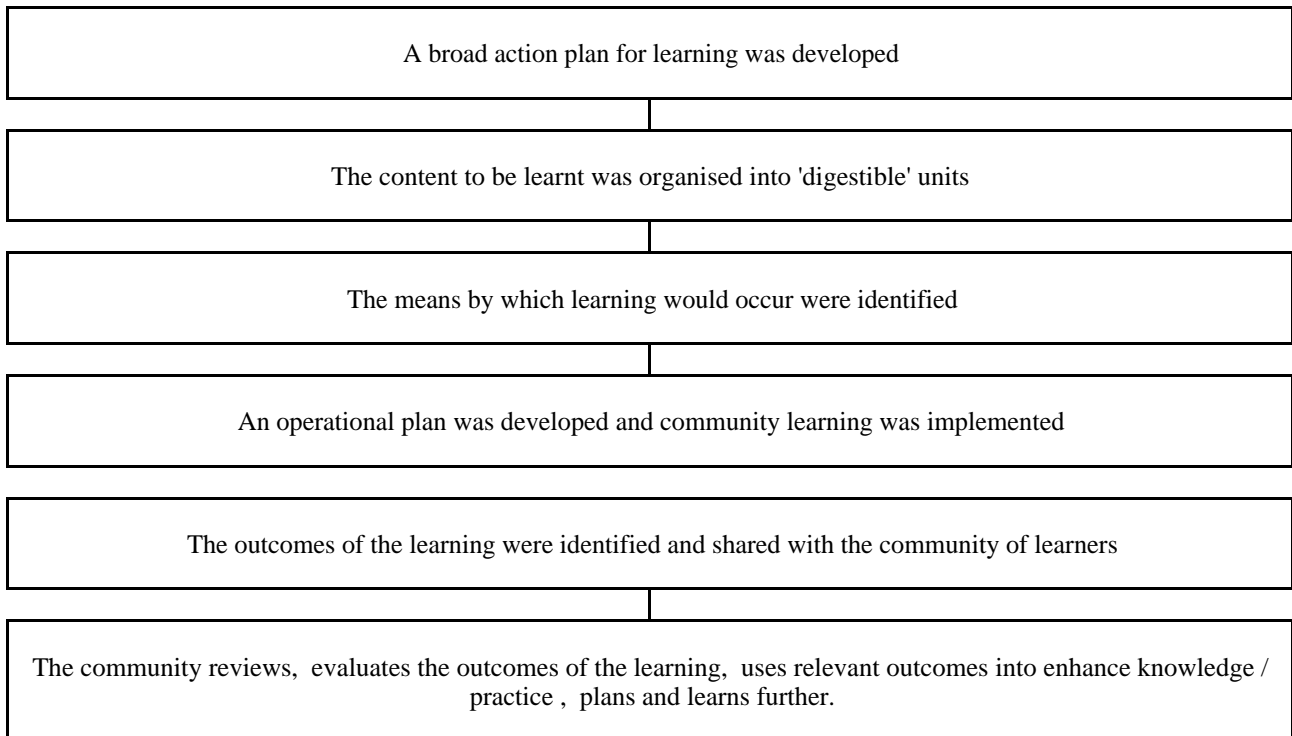 A broad action plan for learning was developed
The content to be learnt was organised into 'digestible' units
The means by which learning would occur were identified
An operational plan was developed and community learning was implemented
The outcomes of the learning were identified and shared with the community of learners
The community reviews,  evaluates the outcomes of the learning,  uses relevant outcomes into enhance knowledge /
practice ,  plans and learns further.